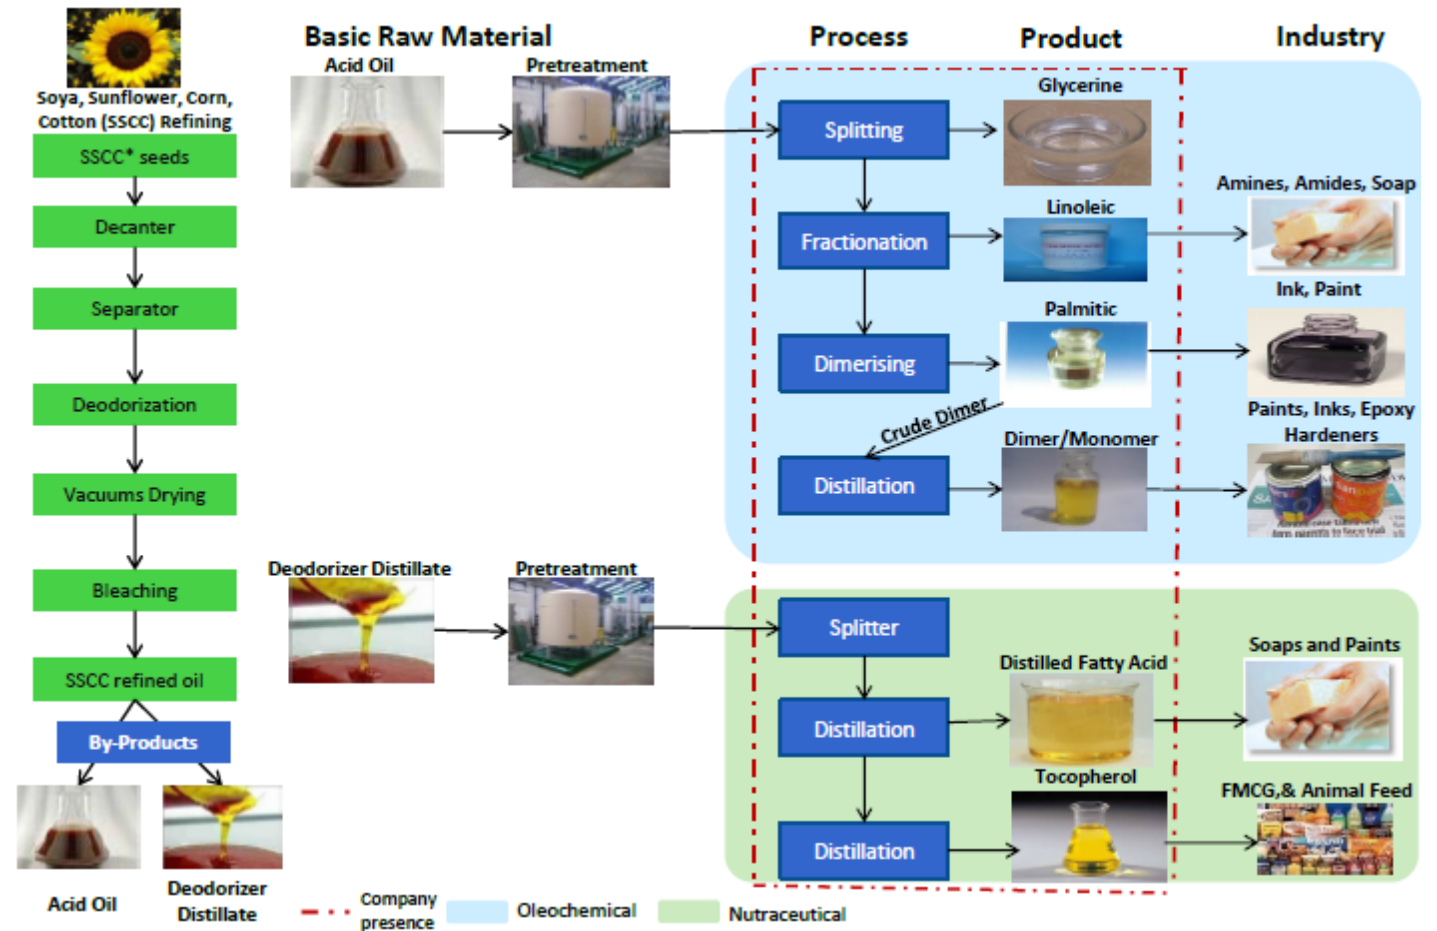 Basic Raw Material
Process
Product
Industry
Soya, Sunflower, Corn,
Cotton (SSCC) Refining
SSCC* seeds
Decanter
Separator
Deodorization
Vacuums Drying
Bleaching
SSCC refined oil
By-Products
Acid Oil
Deodorizer
Distillate
Acid Oil
Pretreatment
Splitting
Glycerine
Fractionation
Linoleic
Amines, Amides, Soap
Dimerising
Palmitic
Ink, Paint
Crude Dimer
Distillation
Dimer/Monomer
Paints, Inks, Epoxy
Hardeners
Deodorizer Distillate
Pretreatment
Splitter
Distillation
Distilled Fatty Acid
Soaps and Paints
Distillation
Tocopherol
FMCG,& Animal Feed
Company
presence
Oleochemical
Nutraceutical